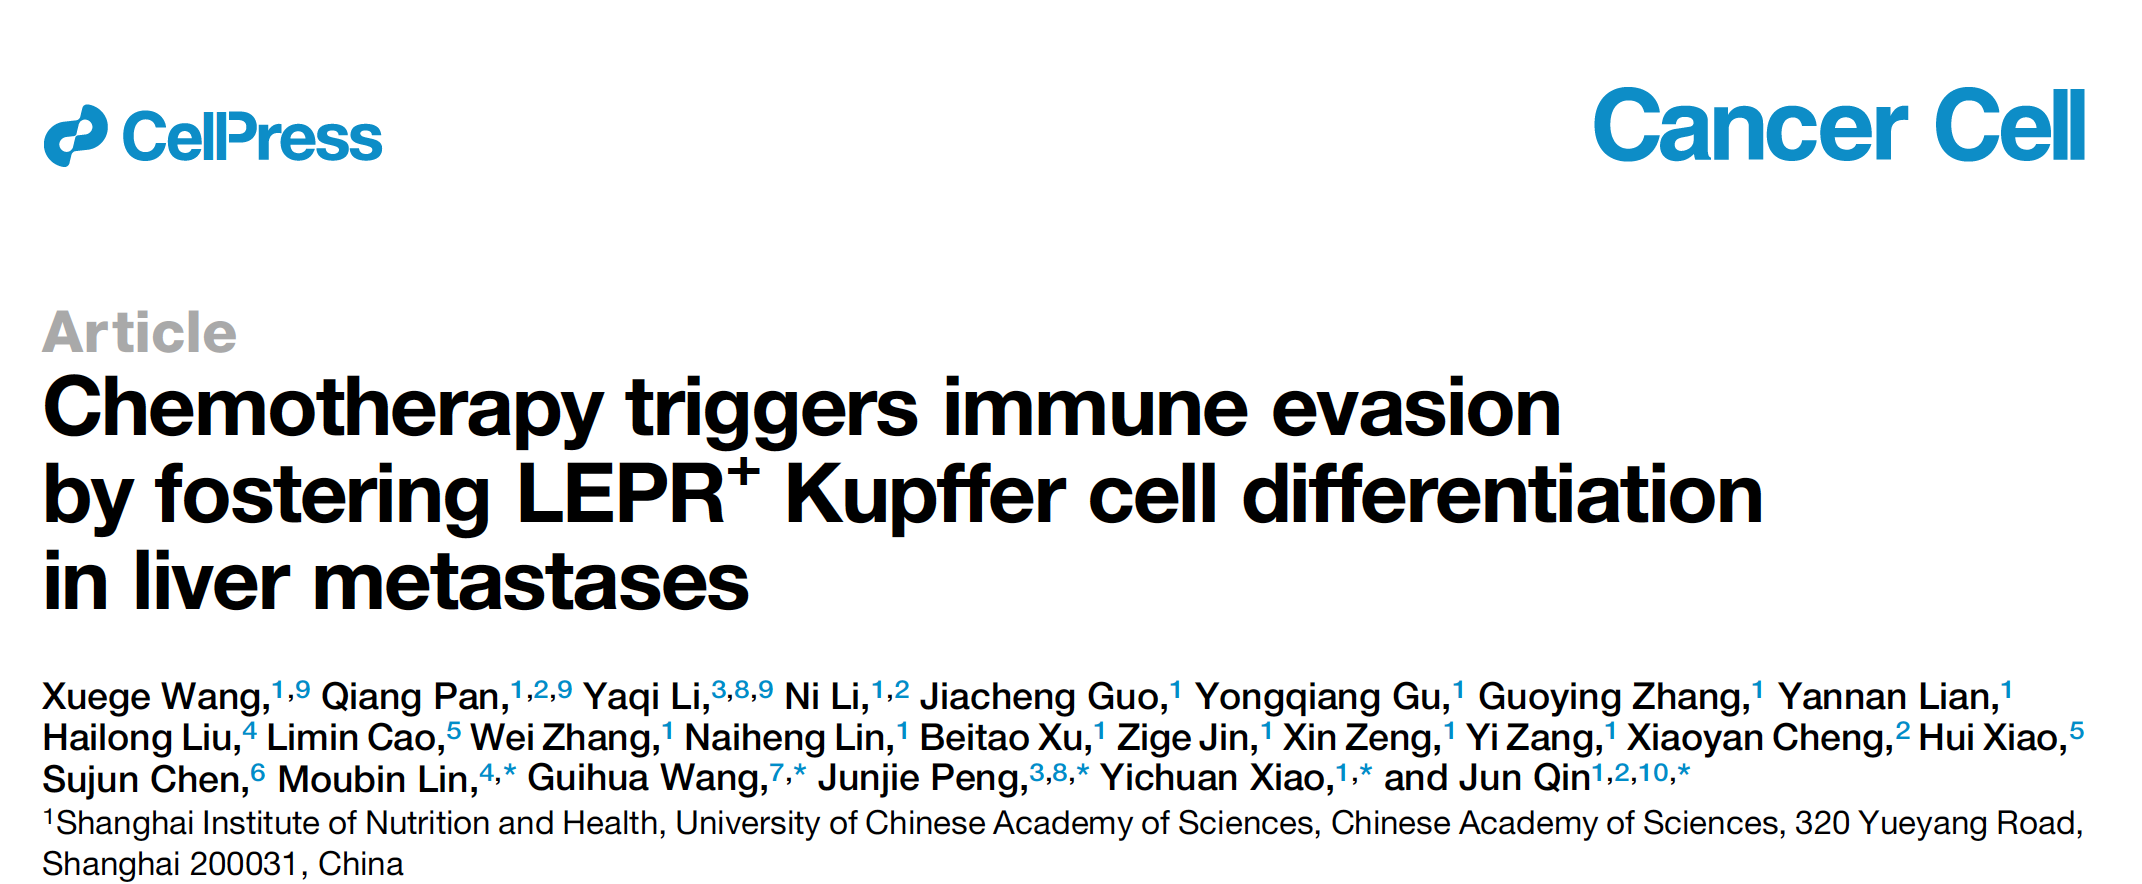 CellPress
Cancer Cell
Article
Chemotherapy triggers immune evasion
by fostering LEPR⁺ Kupffer cell differentiation
in liver metastases
Xuege Wang,¹,⁹ Qiang Pan,¹,²,⁹ Yaqi Li,³,⁸,⁹ Ni Li,¹,² Jiacheng Guo,¹ Yongqiang Gu,¹ Guoying Zhang,¹ Yannan Lian,¹
Hailong Liu,⁴ Limin Cao,⁵ Wei Zhang,¹ Naiheng Lin,¹ Beitao Xu,¹ Zige Jin,¹ Xin Zeng,¹ Yi Zang,¹ Xiaoyan Cheng,² Hui Xiao,⁵
Sujun Chen,⁶ Moubin Lin,⁴,* Guihua Wang,⁷,* Junjie Peng,³,⁸,* Yichuan Xiao,¹,* and Jun Qin¹,²,¹⁰,*
¹Shanghai Institute of Nutrition and Health, University of Chinese Academy of Sciences, Chinese Academy of Sciences, 320 Yueyang Road,
Shanghai 200031, China